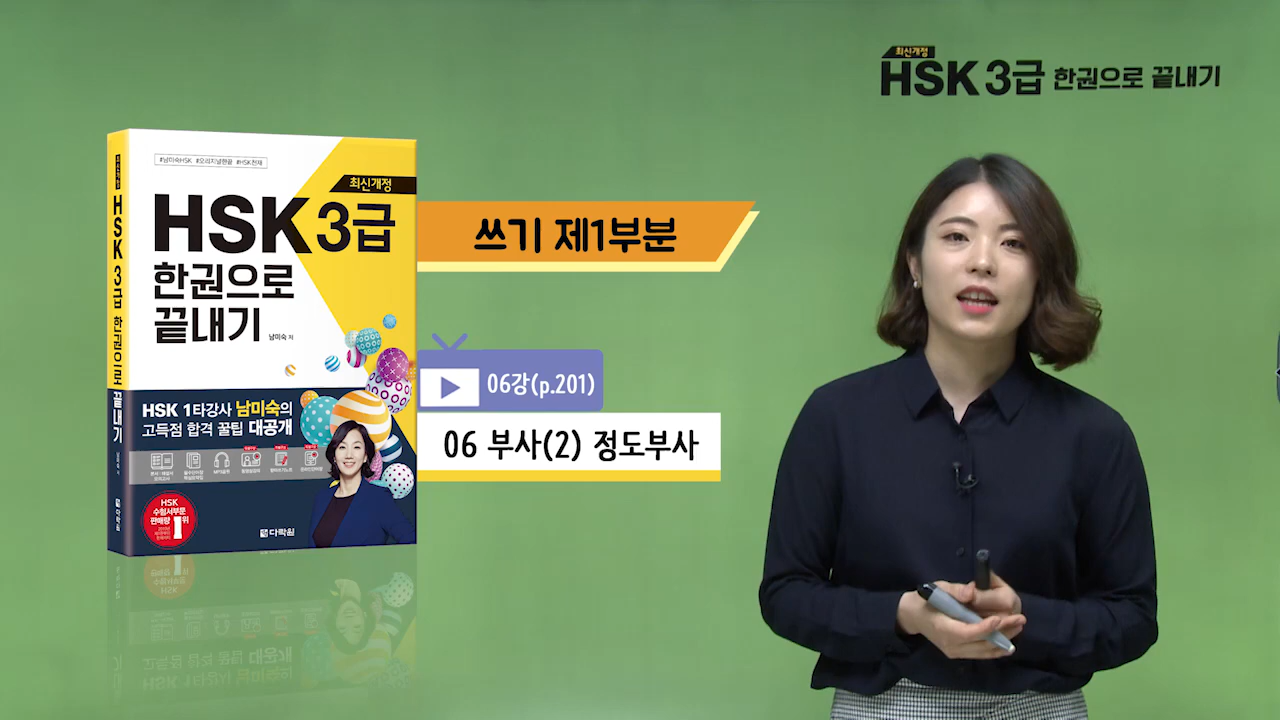 최신개정
HSK 3급 한권으로 끝내기
#남미숙HSK #오리지널한끝 #HSK천재
최신개정
HSK 3급
한권으로
끝내기
남미숙 저
HSK 3급 한권으로 끝내기
다락원
HSK 1타강사 남미숙의
고득점 합격 꿀팁 대공개
HSK
수험서부문
판매량 1위
다락원
쓰기 제1부분
06강(p.201)
06 부사(2) 정도부사